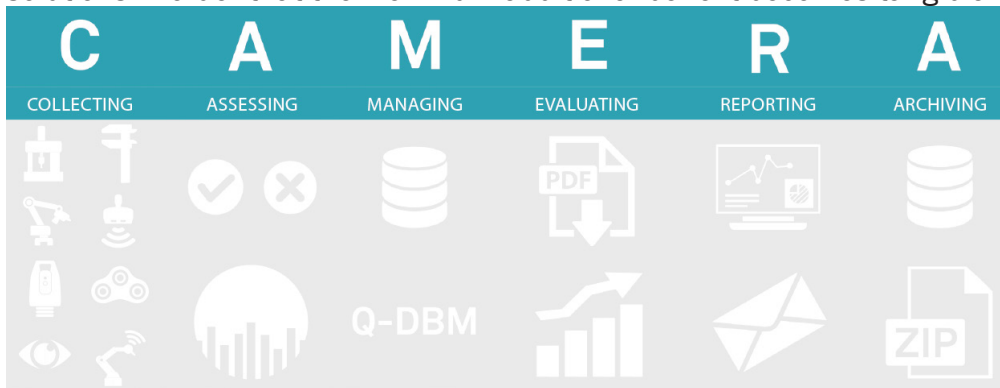 C A M E R A
COLLECTING ASSESSING MANAGING EVALUATING REPORTING ARCHIVING
PDF
Q-DBM
ZIP